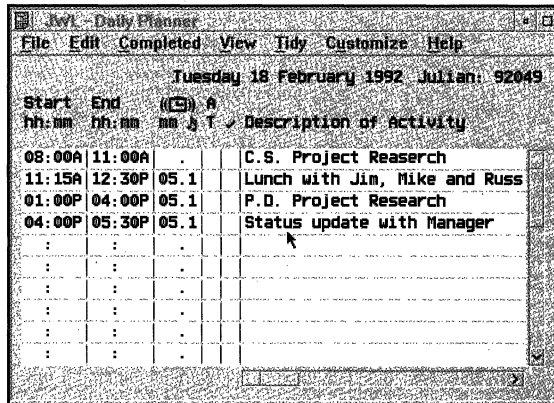 JWL - Daily Planner
File Edit Completed View Tidy Customize Help
Tuesday 18 February 1992 Julian: 92049
Start End A
hh:mm hh:mm mm ♪ T ✓ Description of Activity
08:00A 11:00A . C.S. Project Reaserch
11:15A 12:30P 05.1 Lunch with Jim, Mike and Russ
01:00P 04:00P 05.1 P.D. Project Research
04:00P 05:30P 05.1 Status update with Manager
: : .
: : .
: : .
: : .
: : .
: : .